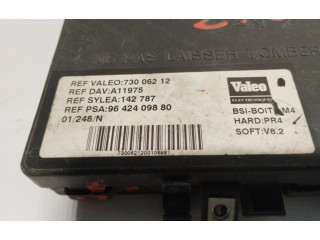 NE PAS LAISSER TOMBER
REF VALEO:730 062 12
REF DAV:A11975
REF SYLEA:142 787
REF PSA:96 424 098 80
01/248/N
Valeo
BSI-BOITIER
HARD:PR4
SOFT:V8.2